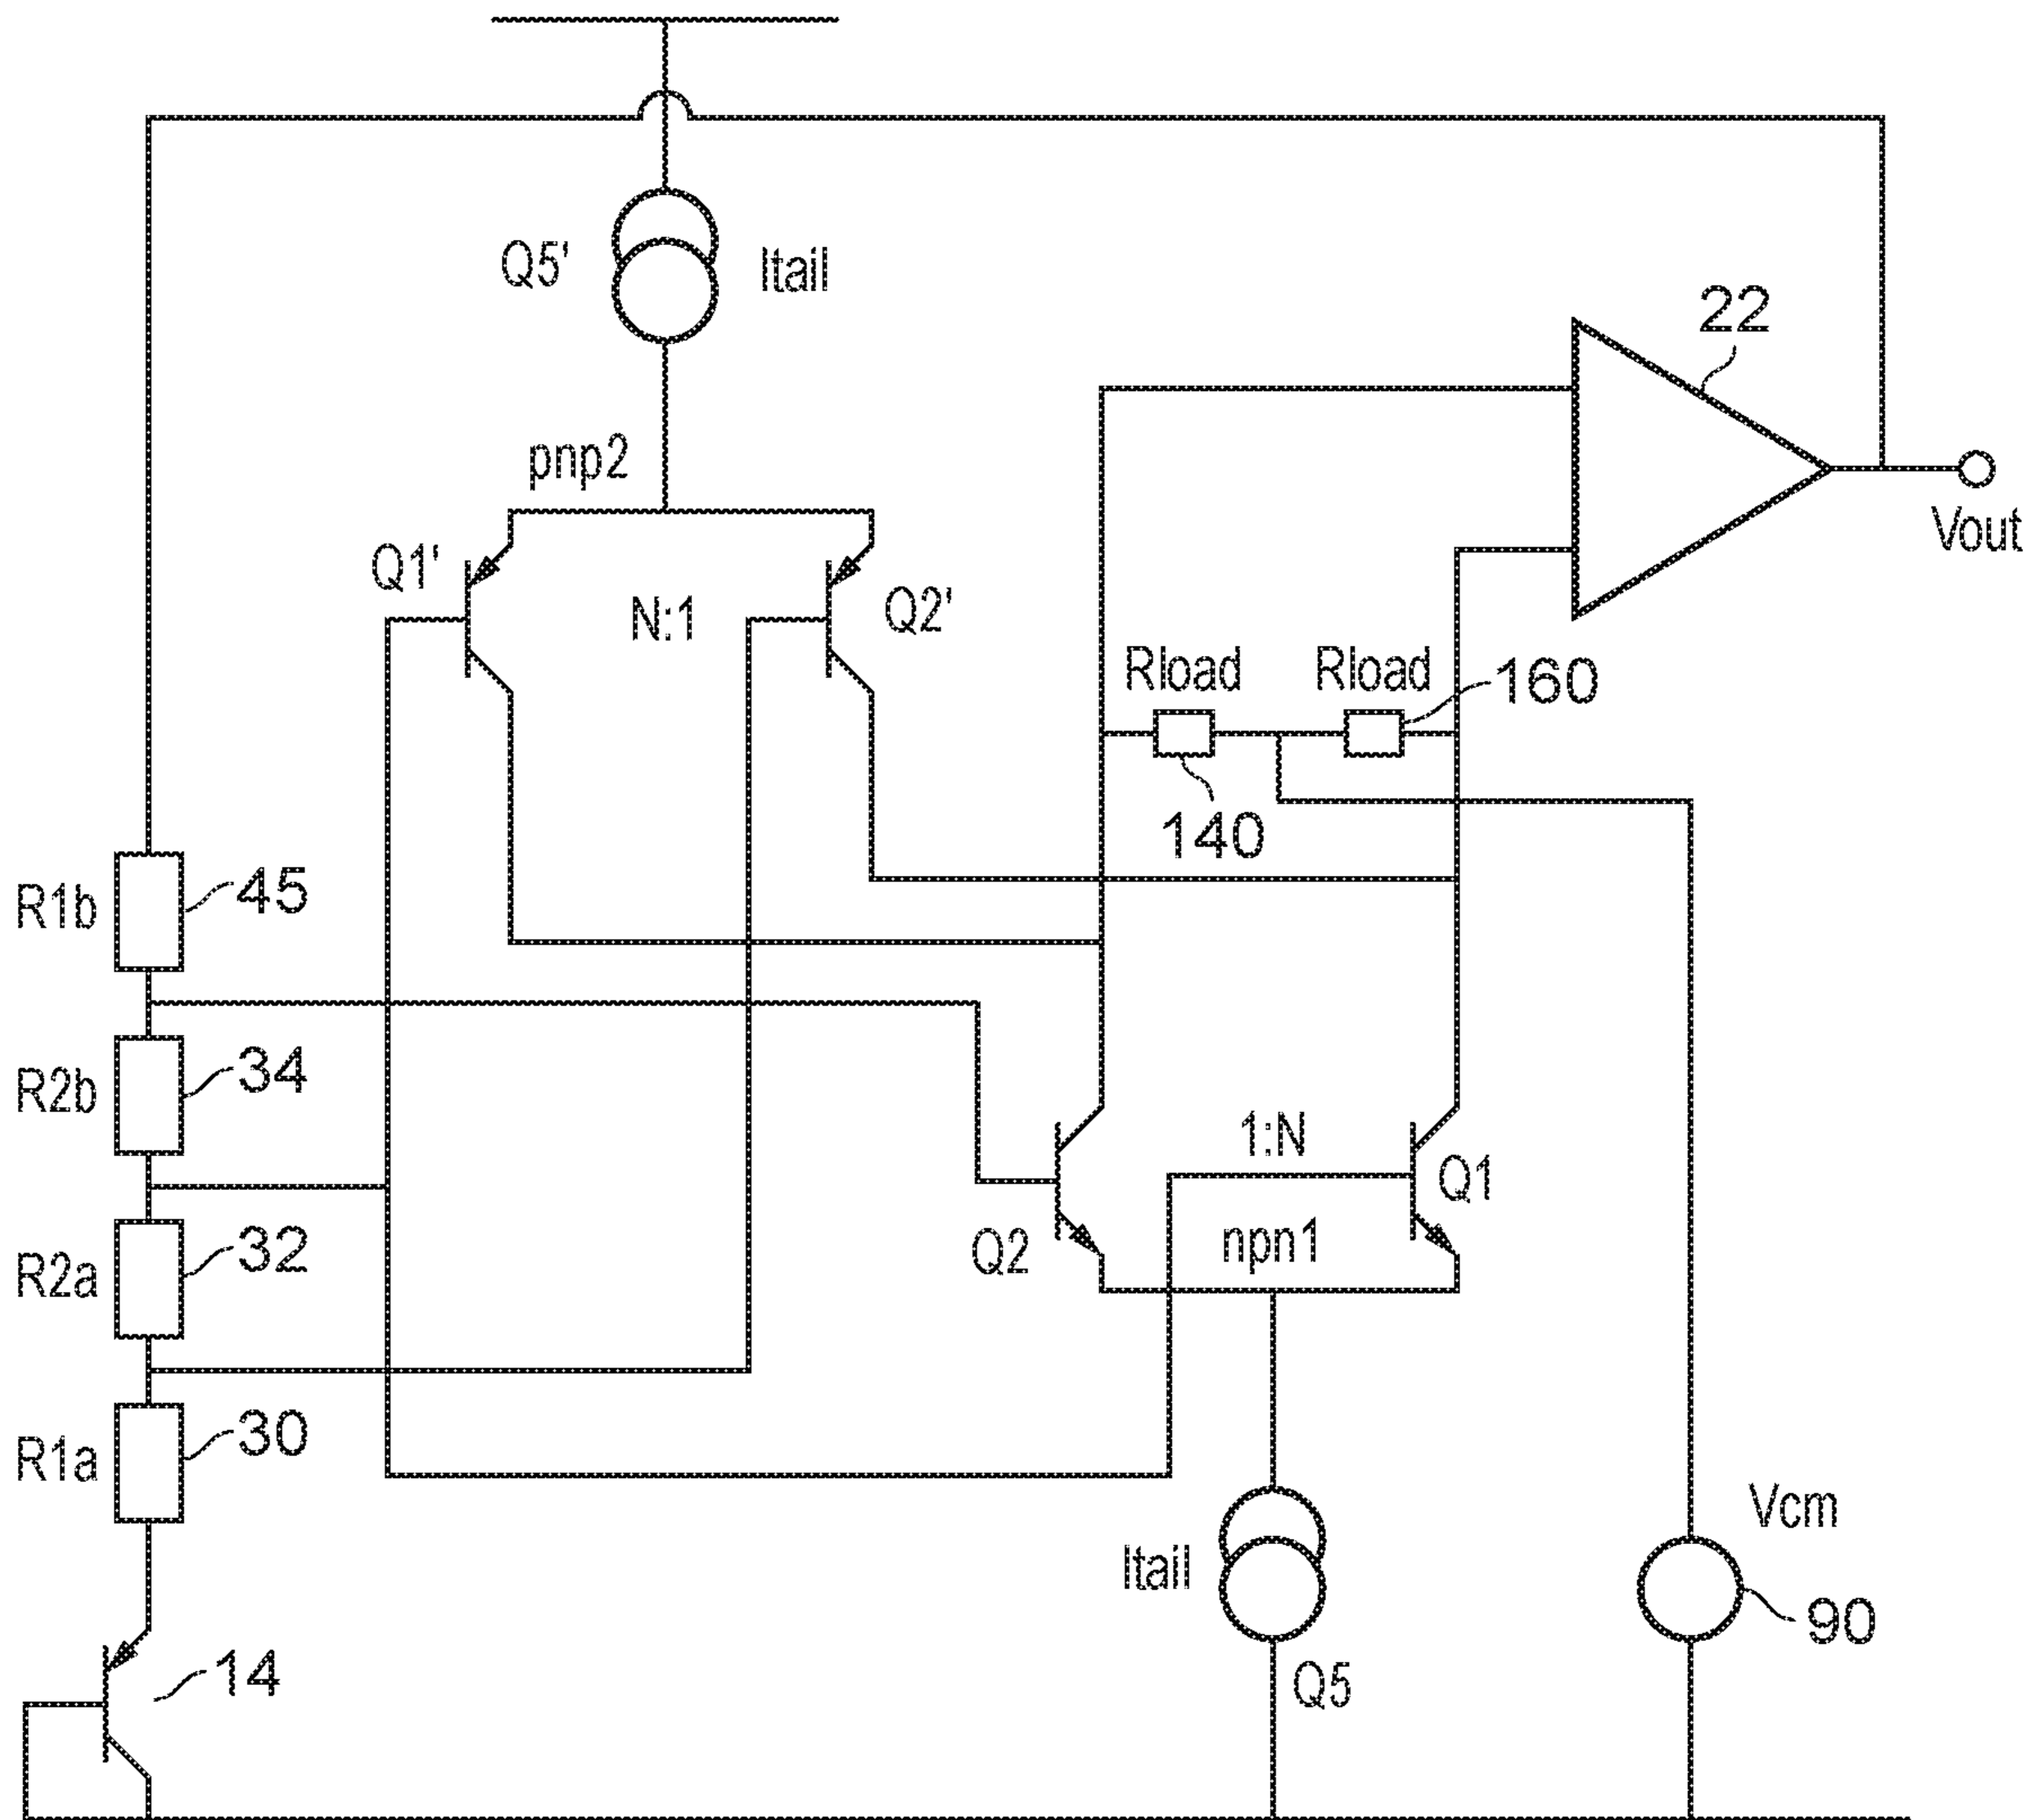 Q5'
Itail
22
pnp2
Vout
Q1'
N:1
Q2'
Rload
Rload
160
140
R1b
45
R2b
34
1:N
Q1
R2a
32
Q2
npn1
R1a
30
Vcm
Itail
90
14
Q5